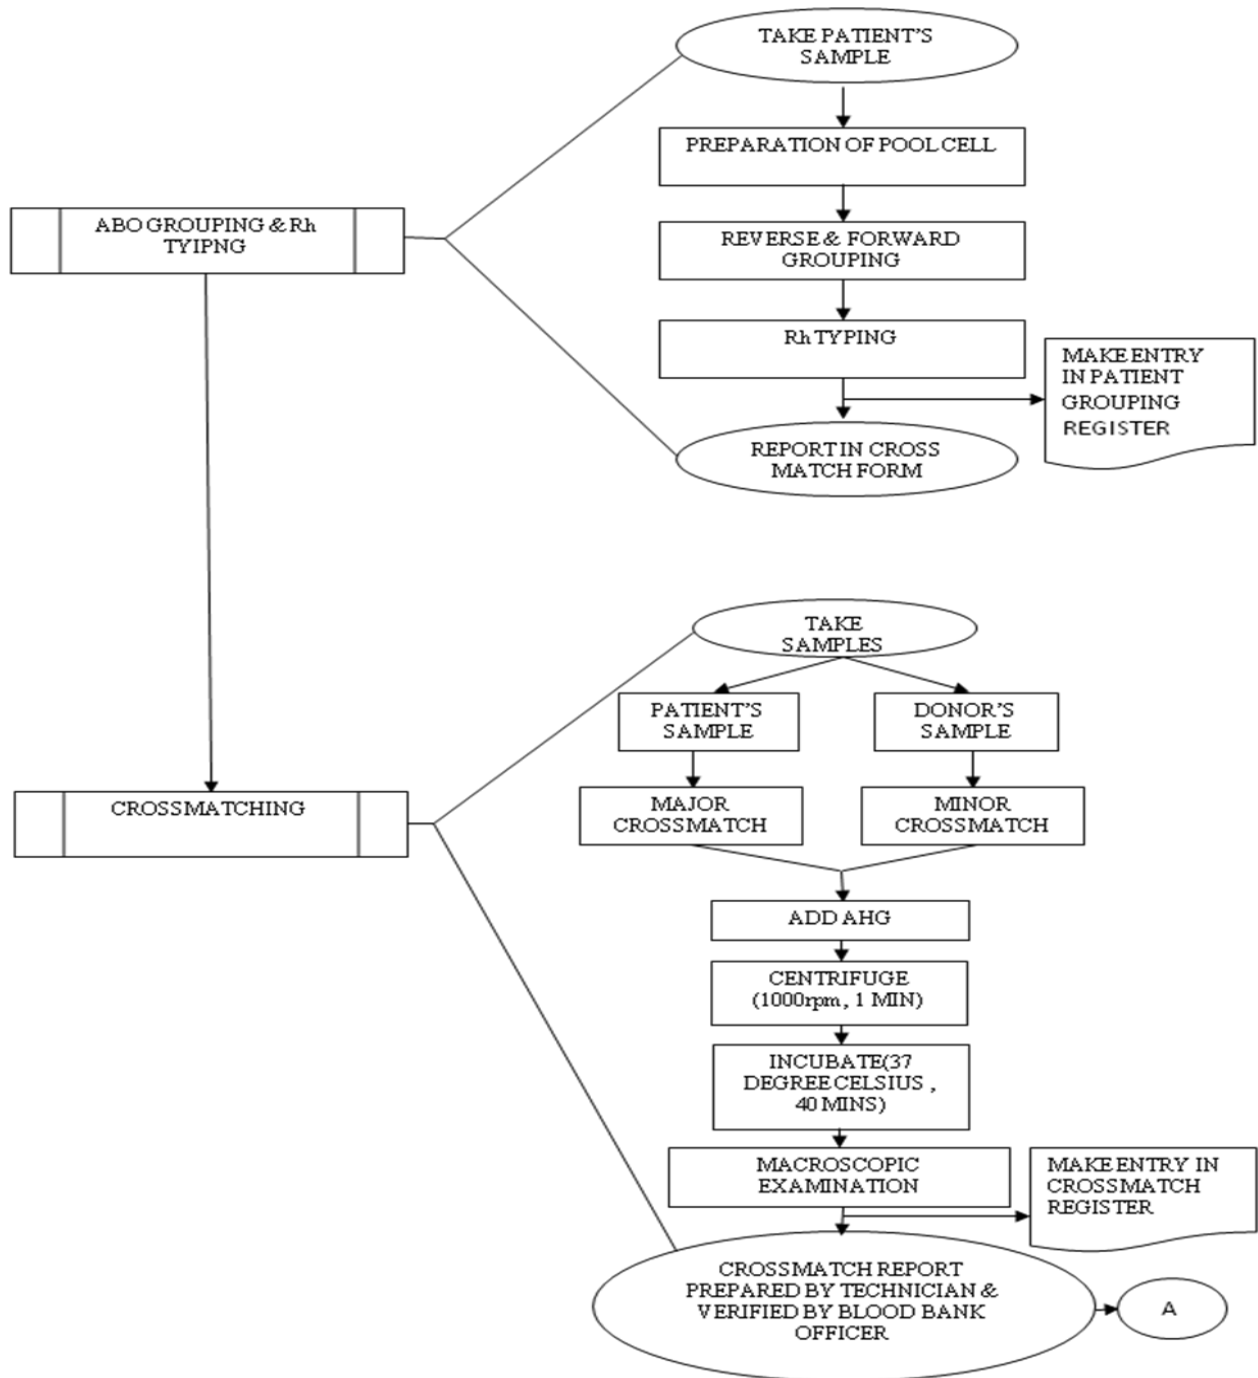 TAKE PATIENT'S
SAMPLE
PREPARATION OF POOL CELL
ABO GROUPING & Rh
TYIPNG
REVERSE & FORWARD
GROUPING
Rh TYPING
MAKE ENTRY
IN PATIENT
GROUPING
REGISTER
REPORT IN CROSS
MATCH FORM
TAKE
SAMPLES
PATIENT'S
SAMPLE
DONOR'S
SAMPLE
CROSSMATCHING
MAJOR
CROSSMATCH
MINOR
CROSSMATCH
ADD AHG
CENTRIFUGE
(1000rpm , 1 MIN)
INCUBATE(37
DEGREE CELSIUS ,
40 MINS)
MACROSCOPIC
EXAMINATION
MAKE ENTRY IN
CROSSMATCH
REGISTER
CROSSMATCH REPORT
PREPARED BY TECHNICIAN &
VERIFIED BY BLOOD BANK
OFFICER
A